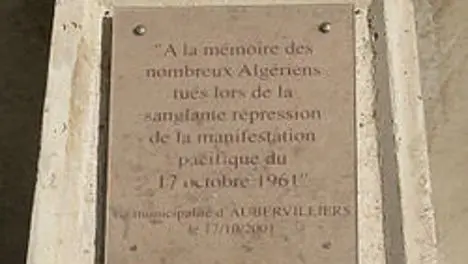 "A la mémoire des
nombreux Algériens
tués lors de la
sanglante répression
de la manifestation
pacifique du
17 octobre 1961"
La municipalité d'AUBERVILLIERS
le 17/10/2001